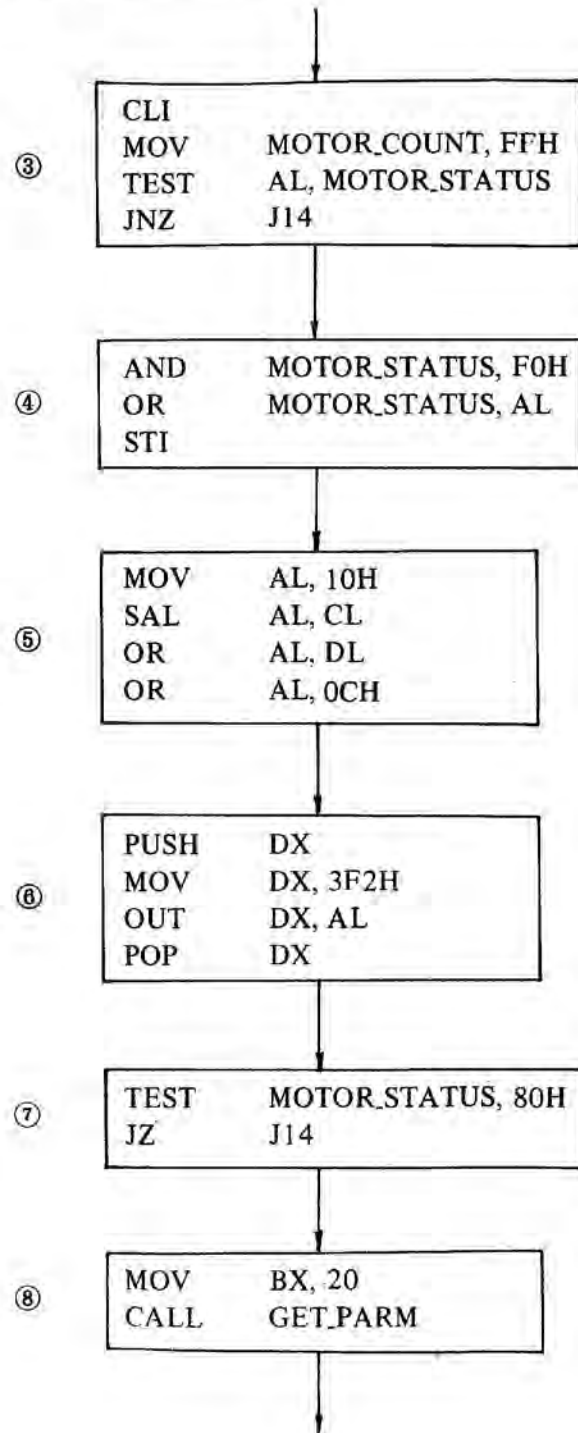 ③
CLI
MOV MOTOR_COUNT, FFH
TEST AL, MOTOR_STATUS
JNZ J14
④
AND MOTOR_STATUS, F0H
OR MOTOR_STATUS, AL
STI
⑤
MOV AL, 10H
SAL AL, CL
OR AL, DL
OR AL, 0CH
⑥
PUSH DX
MOV DX, 3F2H
OUT DX, AL
POP DX
⑦
TEST MOTOR_STATUS, 80H
JZ J14
⑧
MOV BX, 20
CALL GET_PARM